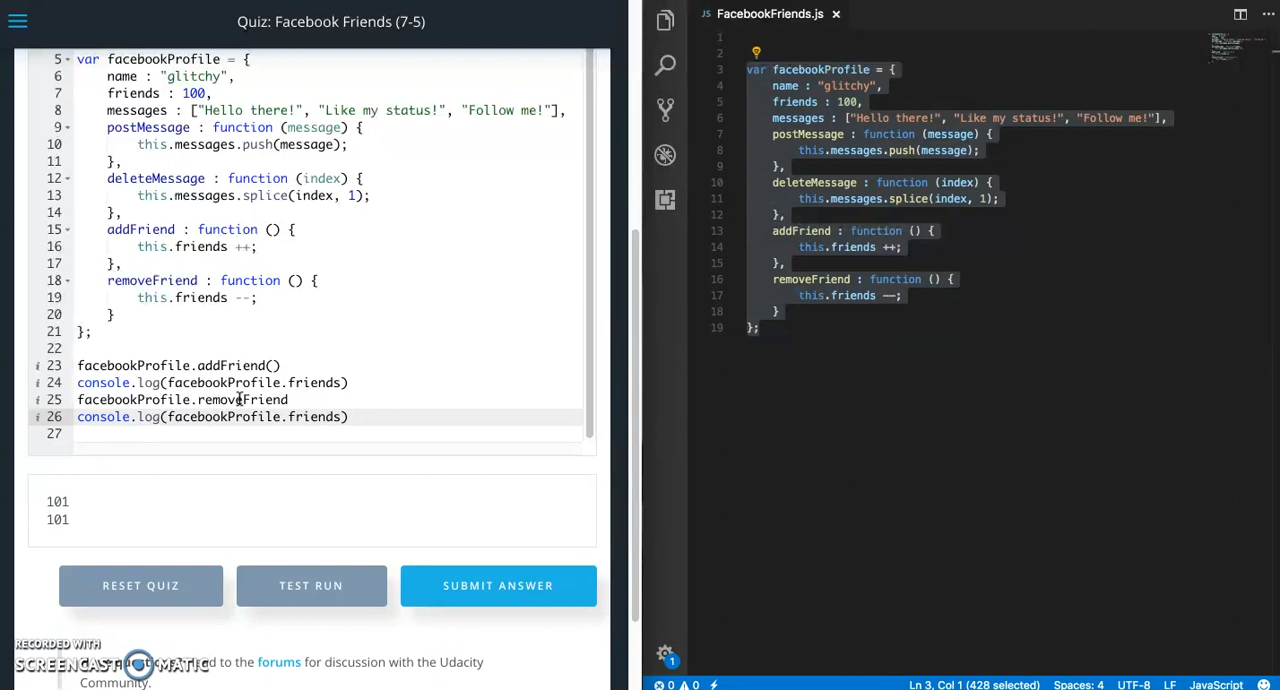 Quiz: Facebook Friends (7-5)
5 var facebookProfile = {
6 name : "glitchy",
7 friends : 100,
8 messages : ["Hello there!", "Like my status!", "Follow me!"],
9 postMessage : function (message) {
10 this.messages.push(message);
11 },
12 deleteMessage : function (index) {
13 this.messages.splice(index, 1);
14 },
15 addFriend : function () {
16 this.friends ++;
17 },
18 removeFriend : function () {
19 this.friends --;
20 }
21 };
22
23 facebookProfile.addFriend()
24 console.log(facebookProfile.friends)
25 facebookProfile.removeFriend
26 console.log(facebookProfile.friends)
27
101
101
RESET QUIZ
TEST RUN
SUBMIT ANSWER
RECORDED WITH
SCREENCAST MATIC
to the forums for discussion with the Udacity
Community.
JS FacebookFriends.js
1
2
3 var facebookProfile = {
4 name : "glitchy",
5 friends : 100,
6 messages : ["Hello there!", "Like my status!", "Follow me!"],
7 postMessage : function (message) {
8 this.messages.push(message);
9 },
10 deleteMessage : function (index) {
11 this.messages.splice(index, 1);
12 },
13 addFriend : function () {
14 this.friends ++;
15 },
16 removeFriend : function () {
17 this.friends --;
18 }
19 };
1
0 0 Ln 3, Col 1 (428 selected) Spaces: 4 UTF-8 LF JavaScript